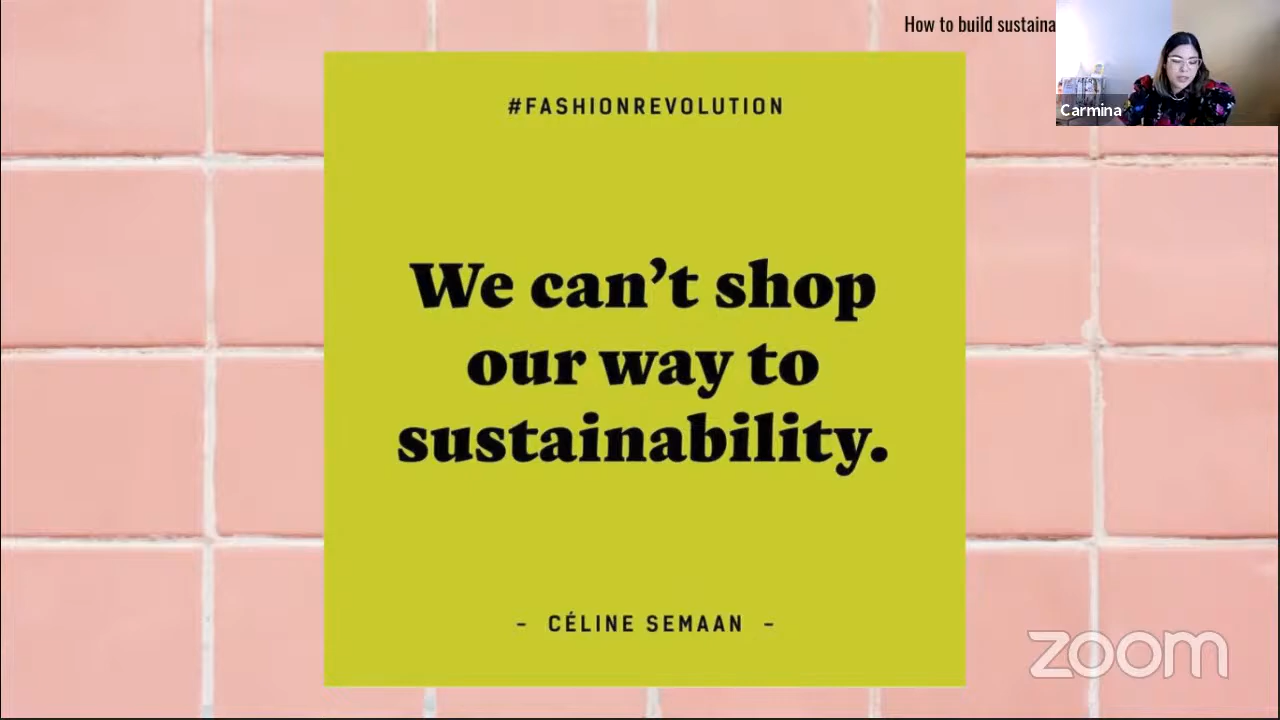 How to build sustaina
Carmina
#FASHIONREVOLUTION
We can’t shop
our way to
sustainability.
- CÉLINE SEMAAN -
zoom